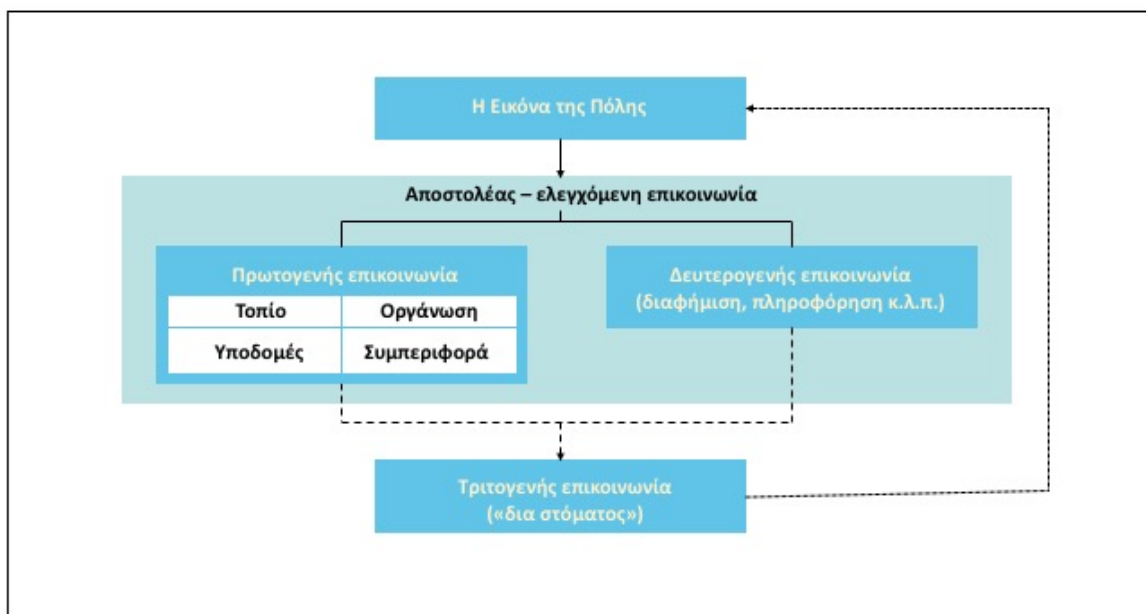 Η Εικόνα της Πόλης
Αποστολέας – ελεγχόμενη επικοινωνία
Πρωτογενής επικοινωνία
Τοπίο
Οργάνωση
Υποδομές
Συμπεριφορά
Δευτερογενής επικοινωνία
(διαφήμιση, πληροφόρηση κ.λ.π.)
Τριτογενής επικοινωνία
(«δια στόματος»)